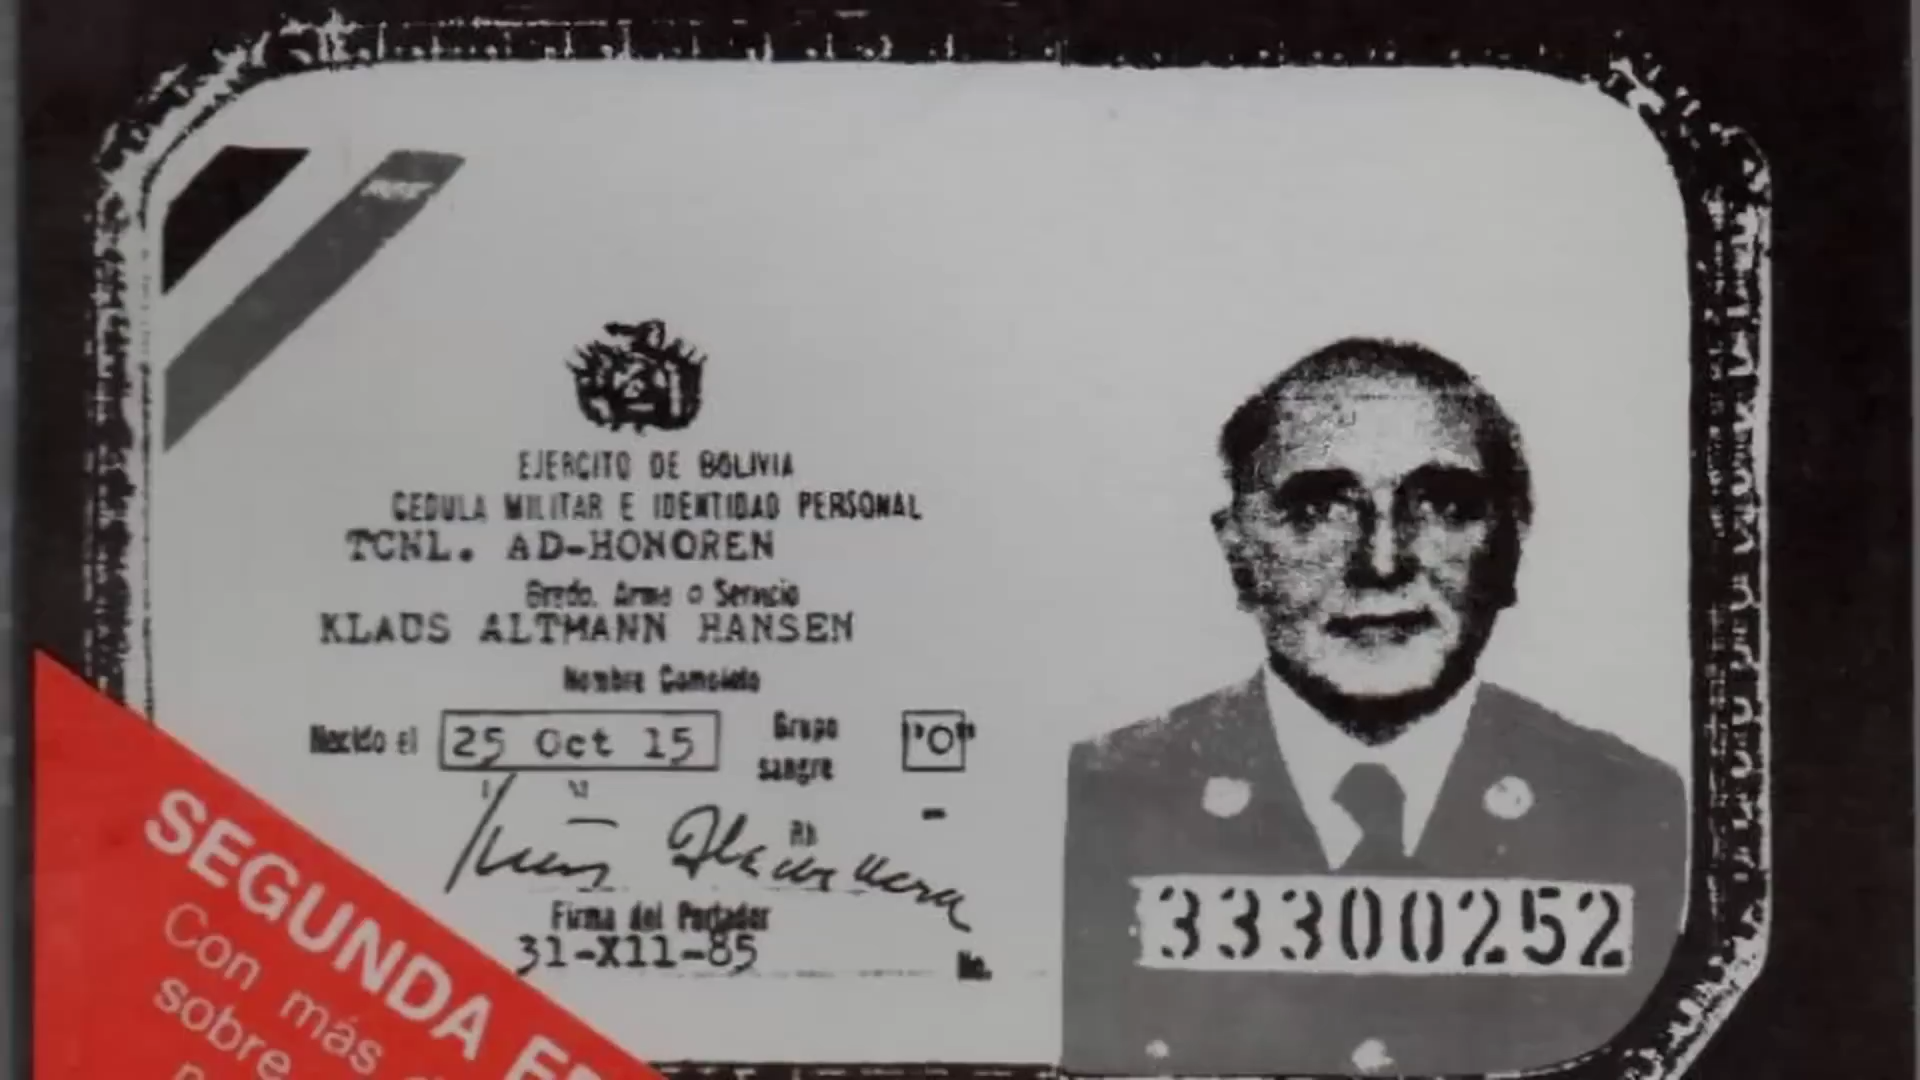 EJERCITO DE BOLIVIA
CEDULA MILITAR E IDENTIDAD PERSONAL
TCNL. AD-HONOREN
Grado. Arma o Servicio
KLAUS ALTMANN HANSEN
Nombre Completo
Nacido el 25 Oct 15 Grupo sangre "O"
Rh -
Firma del Portador
31-XII-85
No. 33300252
SEGUNDA
Con más
sobre